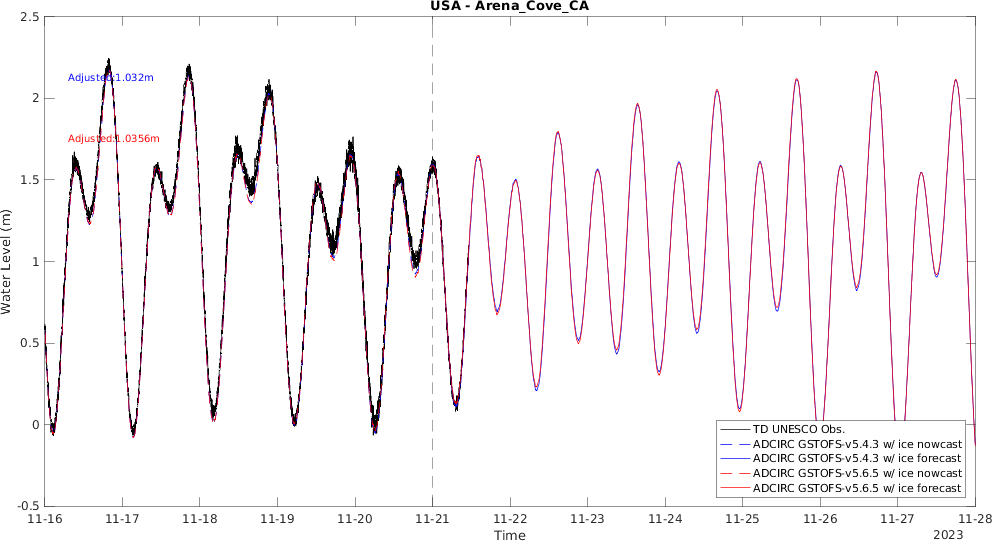 USA - Arena_Cove_CA
2.5
2
1.5
1
0.5
0
-0.5
Water Level (m)
Adjusted:1.032m
Adjusted:1.0356m
TD UNESCO Obs.
ADCIRC GSTOFS-v5.4.3 w/ ice nowcast
ADCIRC GSTOFS-v5.4.3 w/ ice forecast
ADCIRC GSTOFS-v5.6.5 w/ ice nowcast
ADCIRC GSTOFS-v5.6.5 w/ ice forecast
11-16 11-17 11-18 11-19 11-20 11-21 11-22 11-23 11-24 11-25 11-26 11-27 11-28
Time
2023